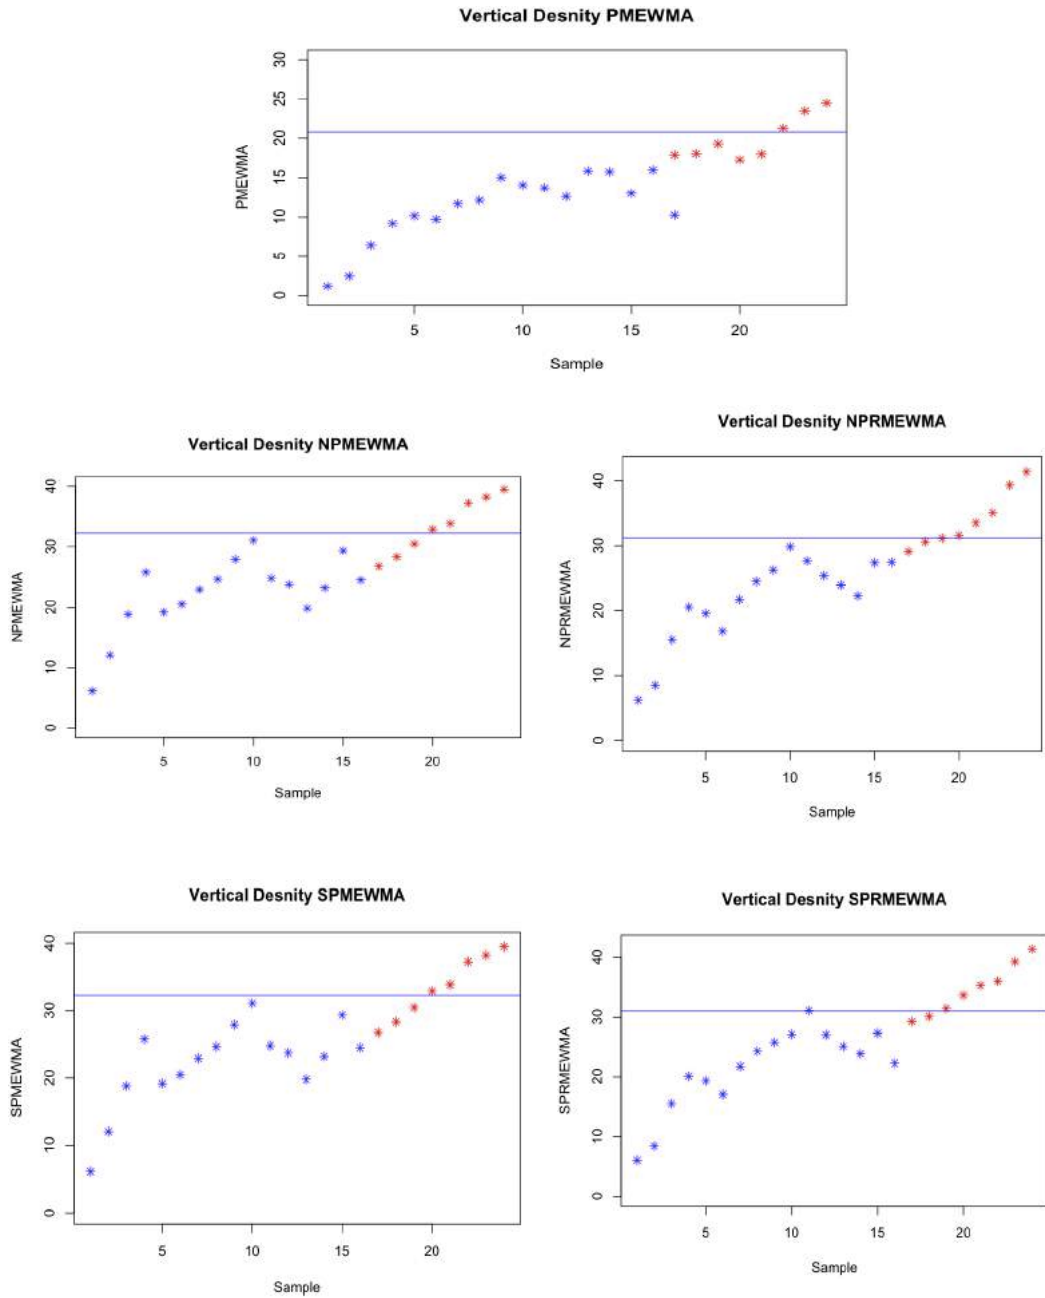 Vertical Desnity PMEWMA
30
25
20
15
10
5
0
PMEWMA
5 10 15 20
Sample
Vertical Desnity NPMEWMA
40
30
20
10
0
NPMEWMA
5 10 15 20
Sample
Vertical Desnity NPRMEWMA
40
30
20
10
0
NPRMEWMA
5 10 15 20
Sample
Vertical Desnity SPMEWMA
40
30
20
10
0
SPMEWMA
5 10 15 20
Sample
Vertical Desnity SPRMEWMA
40
30
20
10
0
SPRMEWMA
5 10 15 20
Sample